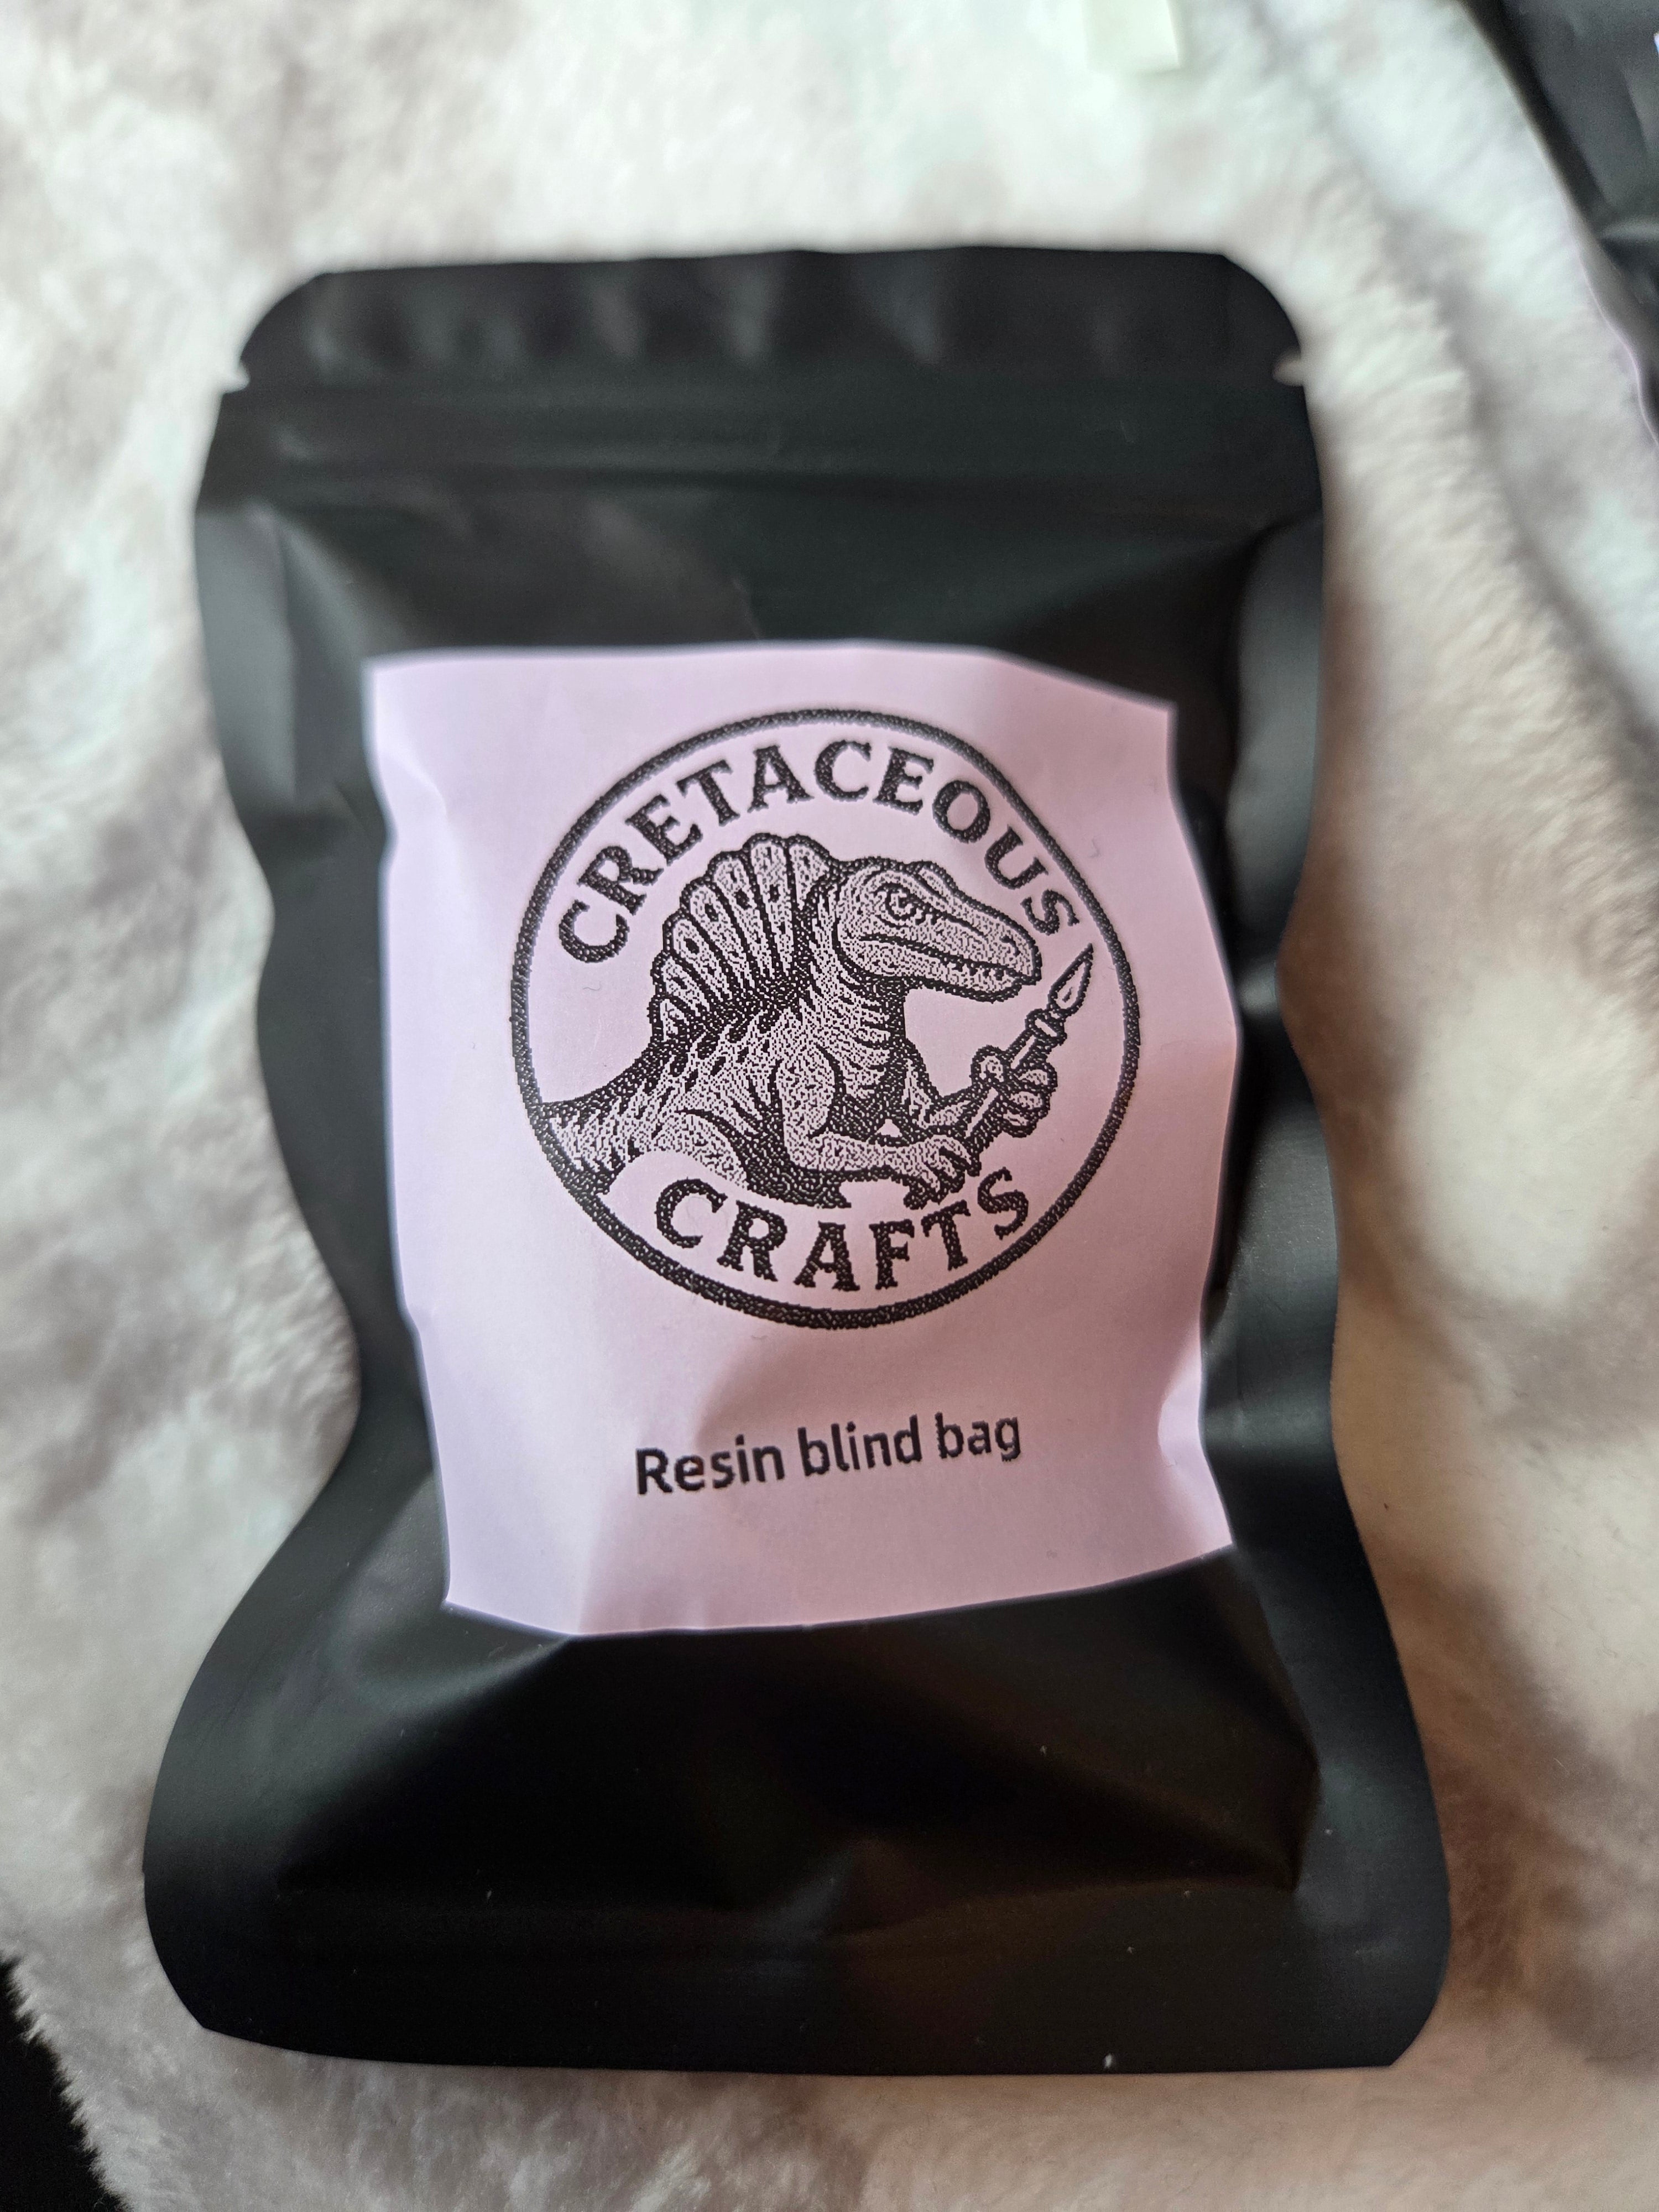 CRETACEOUS
CRAFTS
Resin blind bag